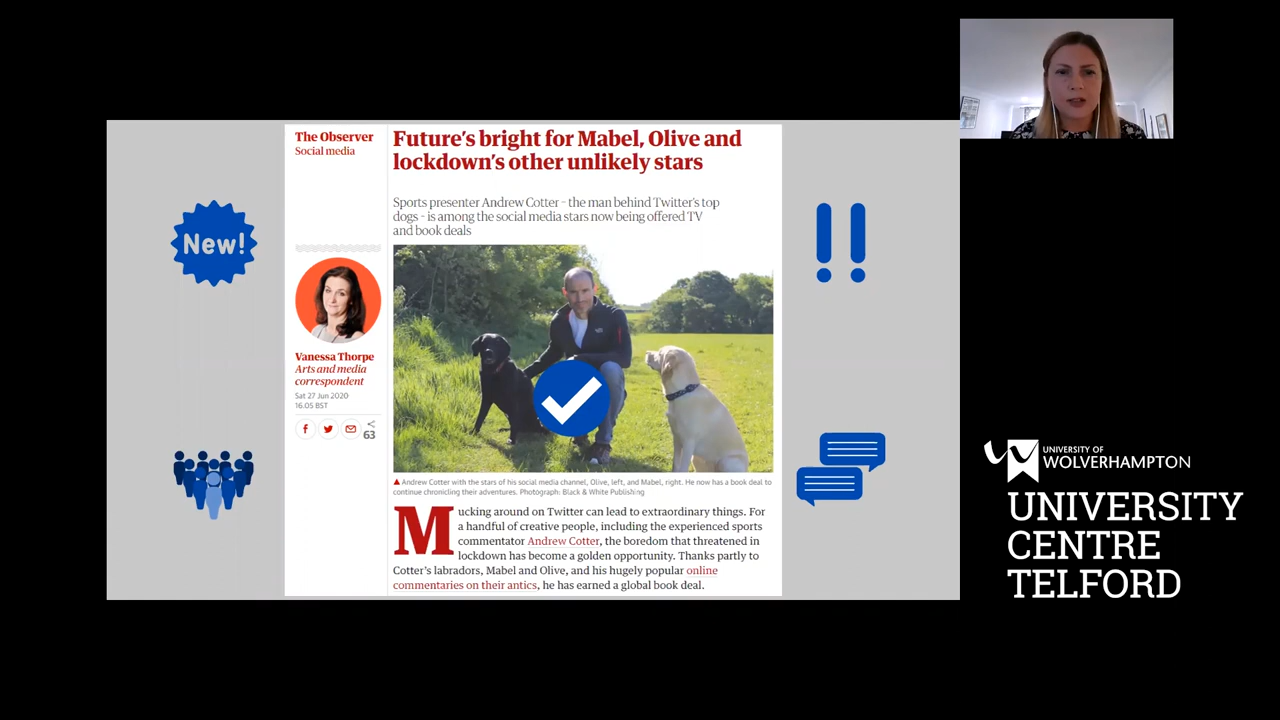 The Observer
Social media
Future's bright for Mabel, Olive and
lockdown's other unlikely stars
Sports presenter Andrew Cotter – the man behind Twitter's top
dogs – is among the social media stars now being offered TV
and book deals
New!
!!
Vanessa Thorpe
Arts and media
correspondent
Sat 27 Jun 2020
16.05 BST
63
Andrew Cotter with the stars of his social media channel, Olive, left, and Mabel, right. He now has a book deal to
continue chronicling their adventures. Photograph: Black & White Publishing
Mucking around on Twitter can lead to extraordinary things. For
a handful of creative people, including the experienced sports
commentator Andrew Cotter, the boredom that threatened in
lockdown has become a golden opportunity. Thanks partly to
Cotter's labradors, Mabel and Olive, and his hugely popular online
commentaries on their antics, he has earned a global book deal.
UNIVERSITY OF
WOLVERHAMPTON
UNIVERSITY
CENTRE
TELFORD